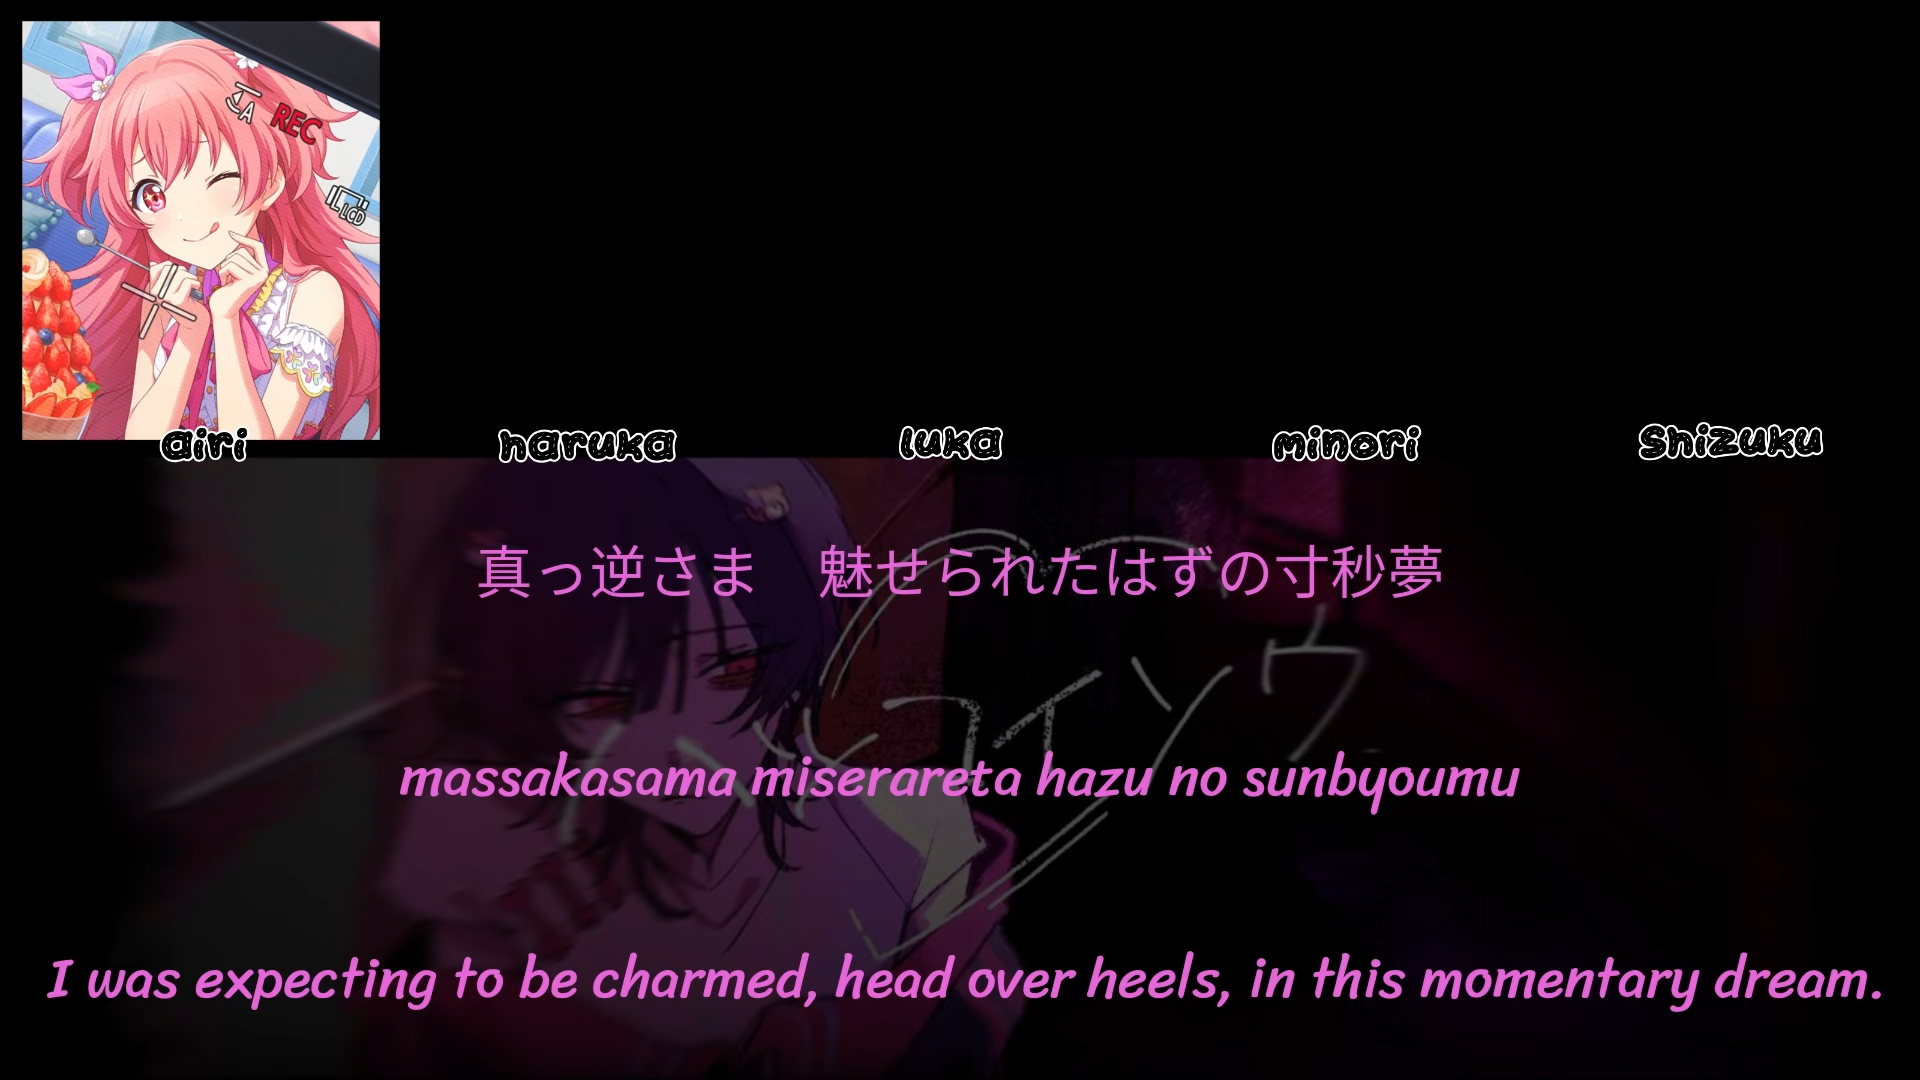 A REC
LCD
airi haruka luka minori Shizuku
真っ逆さま　魅せられたはずの寸秒夢
massakasama miserareta hazu no sunbyoumu
I was expecting to be charmed, head over heels, in this momentary dream.